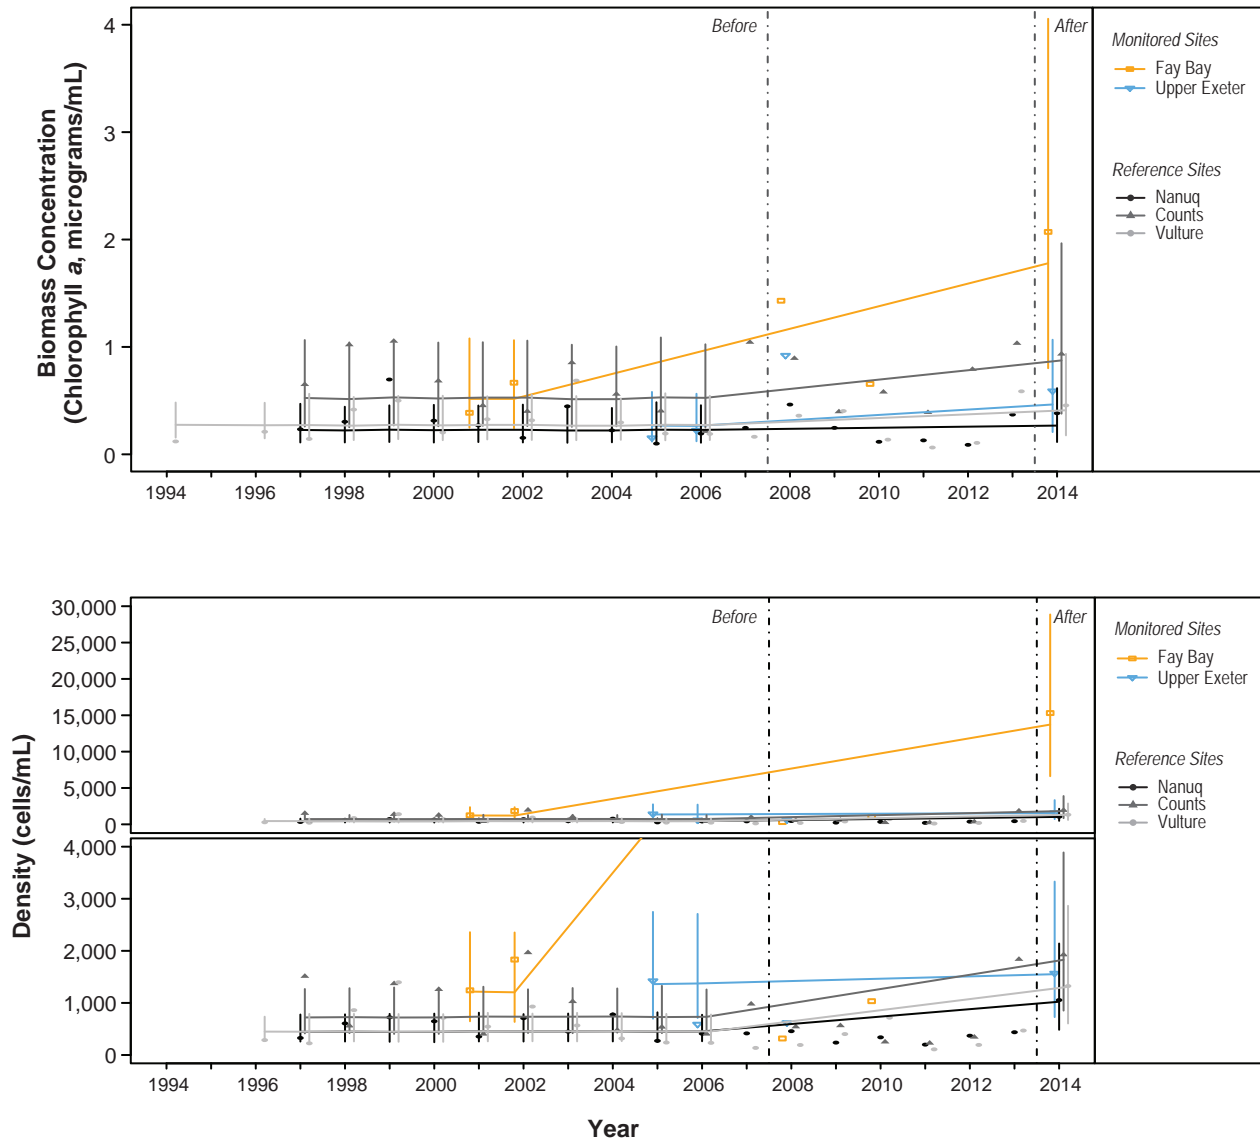 Before
After
4
3
2
1
0
Biomass Concentration
(Chlorophyll a, micrograms/mL)
1994
1996
1998
2000
2002
2004
2006
2008
2010
2012
2014
Monitored Sites
Fay Bay
Upper Exeter
Reference Sites
Nanuq
Counts
Vulture
Before
After
30,000
25,000
20,000
15,000
10,000
5,000
0
4,000
3,000
2,000
1,000
0
Density (cells/mL)
1994
1996
1998
2000
2002
2004
2006
2008
2010
2012
2014
Year
Monitored Sites
Fay Bay
Upper Exeter
Reference Sites
Nanuq
Counts
Vulture